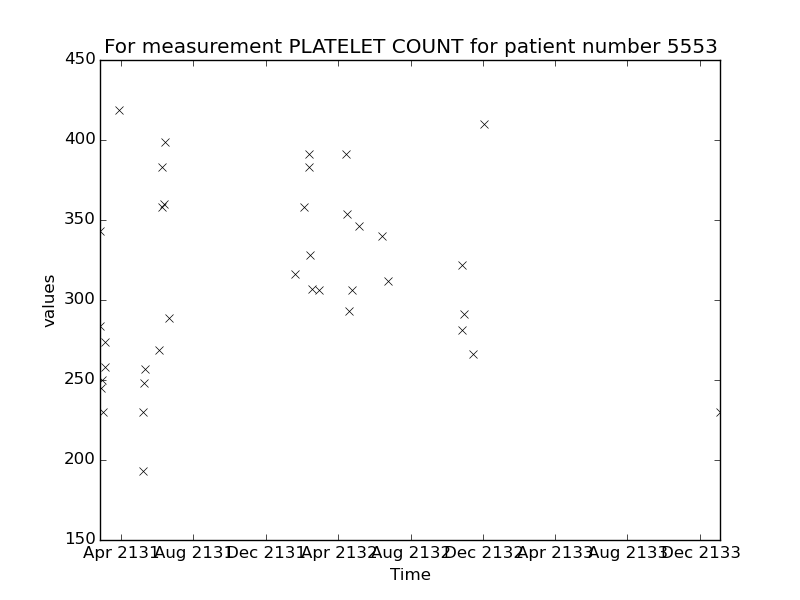 For measurement PLATELET COUNT for patient number 5553
450
400
350
300
250
200
150
values
Apr 2131 Aug 2131 Dec 2131 Apr 2132 Aug 2132 Dec 2132 Apr 2133 Aug 2133 Dec 2133
Time